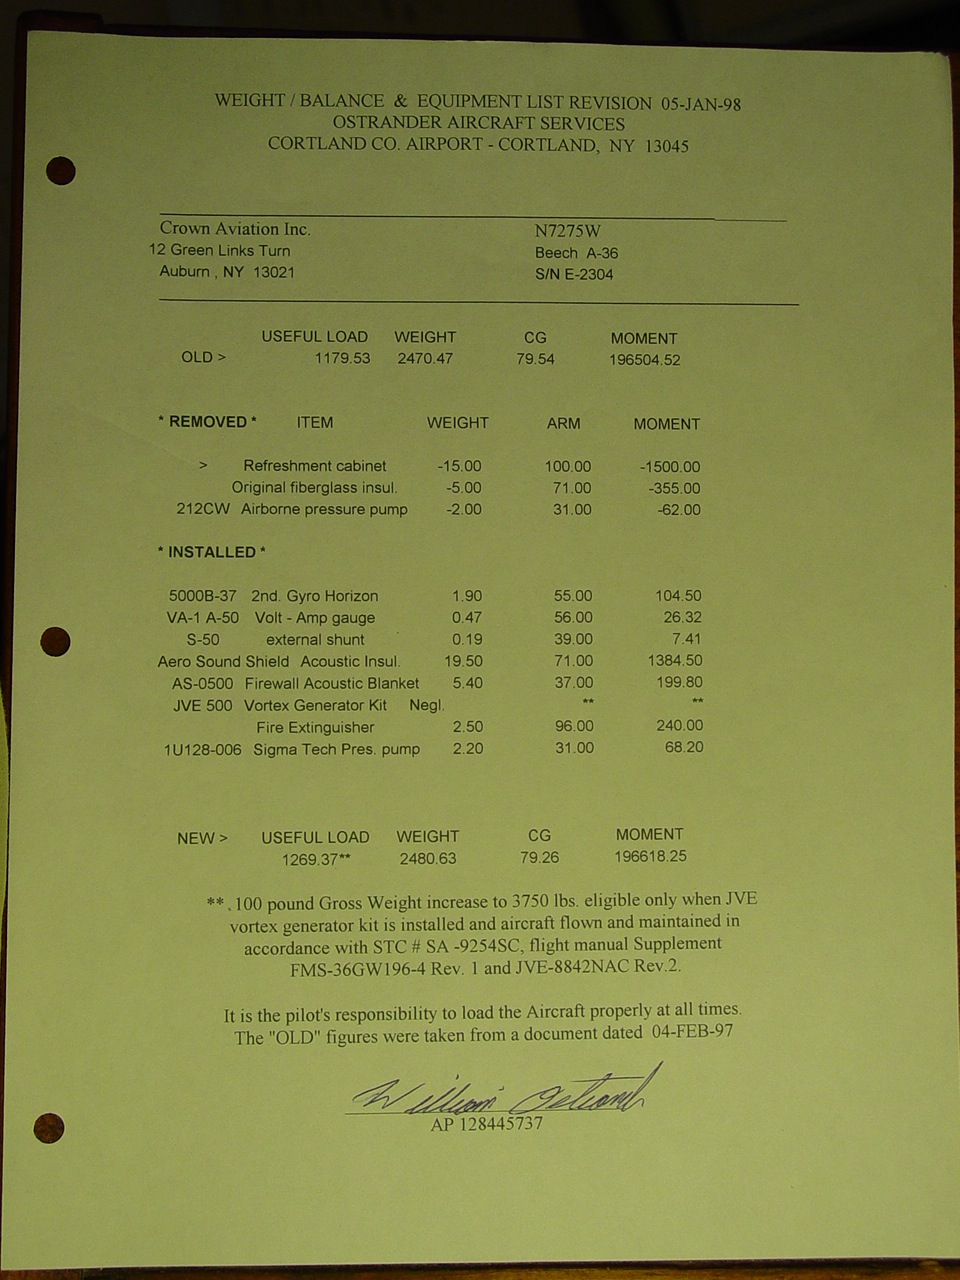 WEIGHT / BALANCE & EQUIPMENT LIST REVISION 05-JAN-98
OSTRANDER AIRCRAFT SERVICES
CORTLAND CO. AIRPORT - CORTLAND, NY 13045
Crown Aviation Inc. N7275W
12 Green Links Turn Beech A-36
Auburn , NY 13021 S/N E-2304
USEFUL LOAD WEIGHT CG MOMENT
OLD > 1179.53 2470.47 79.54 196504.52
* REMOVED * ITEM WEIGHT ARM MOMENT
> Refreshment cabinet -15.00 100.00 -1500.00
Original fiberglass insul. -5.00 71.00 -355.00
212CW Airborne pressure pump -2.00 31.00 -62.00
* INSTALLED *
5000B-37 2nd. Gyro Horizon 1.90 55.00 104.50
VA-1 A-50 Volt - Amp gauge 0.47 56.00 26.32
S-50 external shunt 0.19 39.00 7.41
Aero Sound Shield Acoustic Insul. 19.50 71.00 1384.50
AS-0500 Firewall Acoustic Blanket 5.40 37.00 199.80
JVE 500 Vortex Generator Kit Negl. ** **
Fire Extinguisher 2.50 96.00 240.00
1U128-006 Sigma Tech Pres. pump 2.20 31.00 68.20
NEW > USEFUL LOAD WEIGHT CG MOMENT
1269.37** 2480.63 79.26 196618.25
** . 100 pound Gross Weight increase to 3750 lbs. eligible only when JVE
vortex generator kit is installed and aircraft flown and maintained in
accordance with STC # SA -9254SC, flight manual Supplement
FMS-36GW196-4 Rev. 1 and JVE-8842NAC Rev.2.
It is the pilot's responsibility to load the Aircraft properly at all times.
The "OLD" figures were taken from a document dated 04-FEB-97
AP 128445737